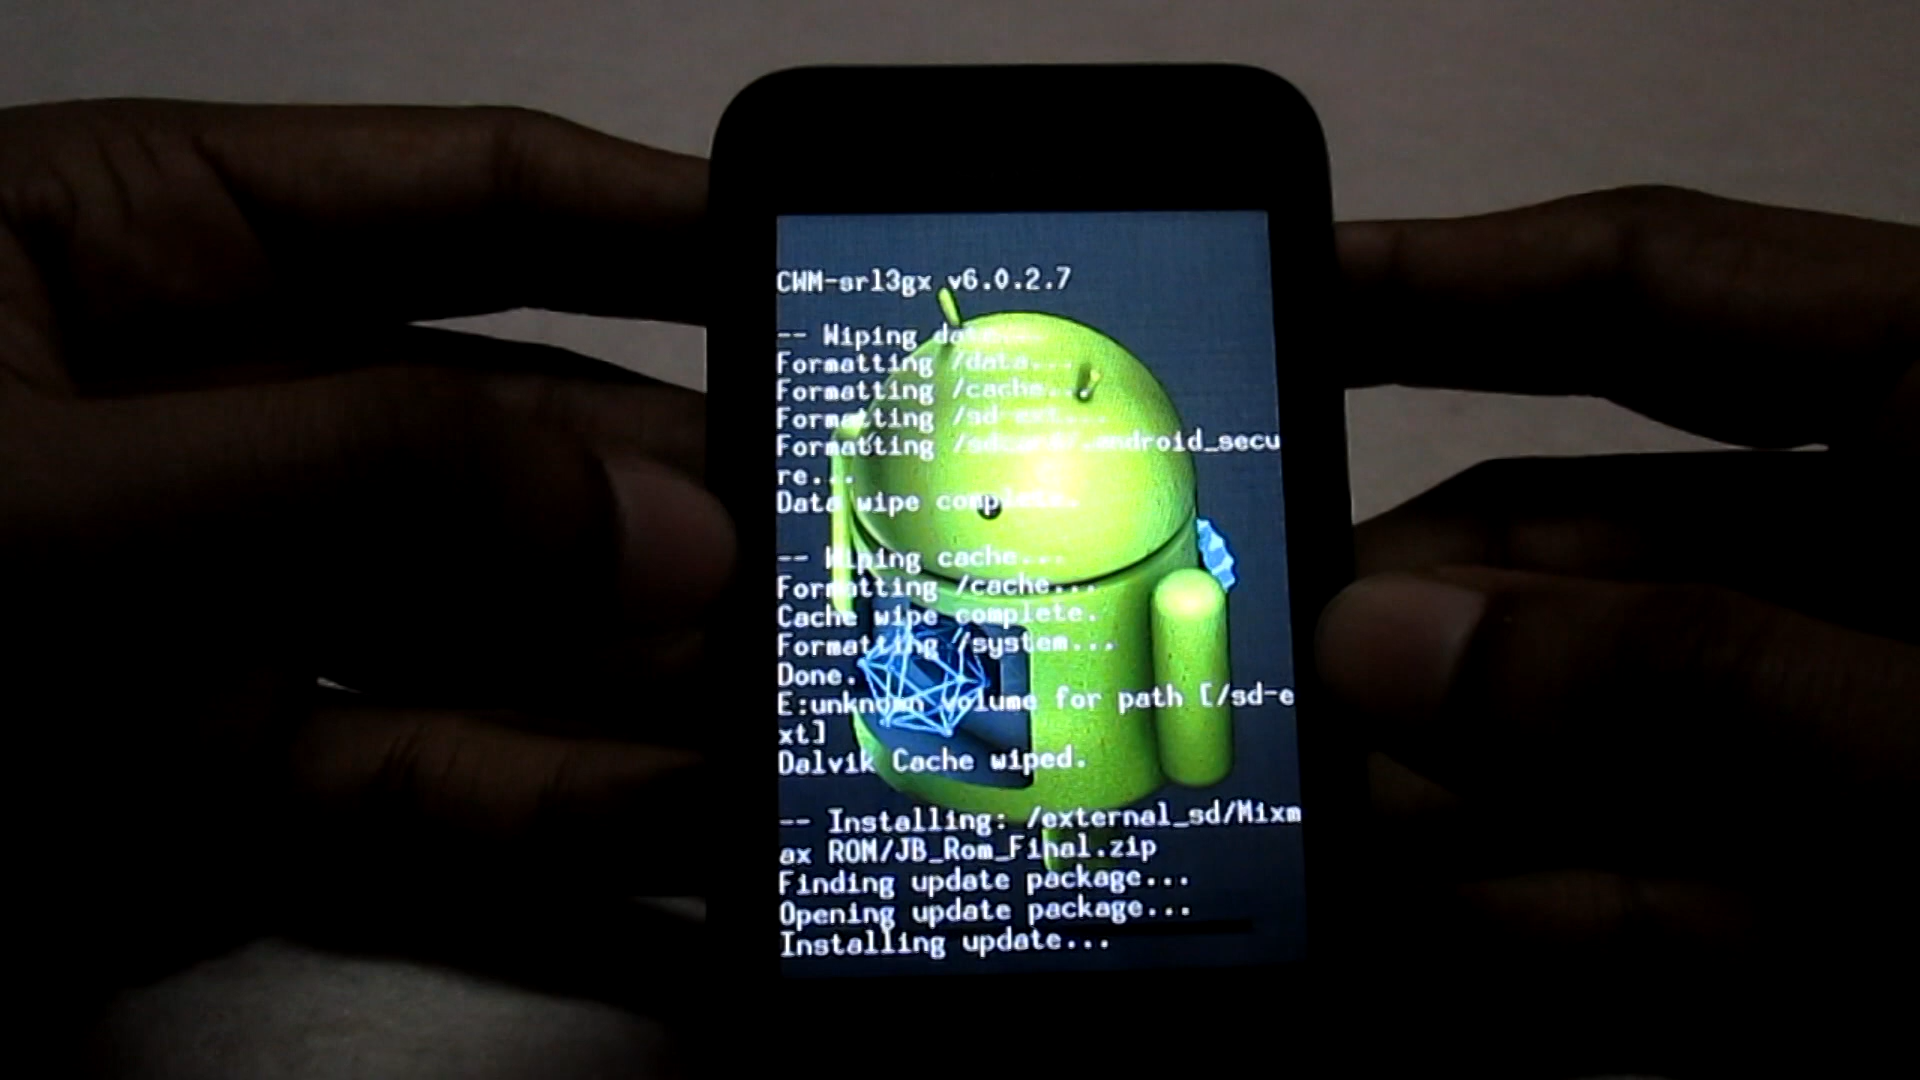 CWM-srl3gx v6.0.2.7
-- Wiping data...
Formatting /data...
Formatting /cache...
Formatting /sd-ext...
Formatting /sdcard/.android_secu
re...
Data wipe complete.
-- Wiping cache...
Formatting /cache...
Cache wipe complete.
Formatting /system...
Done.
E:unknown volume for path [/sd-e
xt]
Dalvik Cache wiped.
-- Installing: /external_sd/Mixm
ax ROM/JB_Rom_Final.zip
Finding update package...
Opening update package...
Installing update...